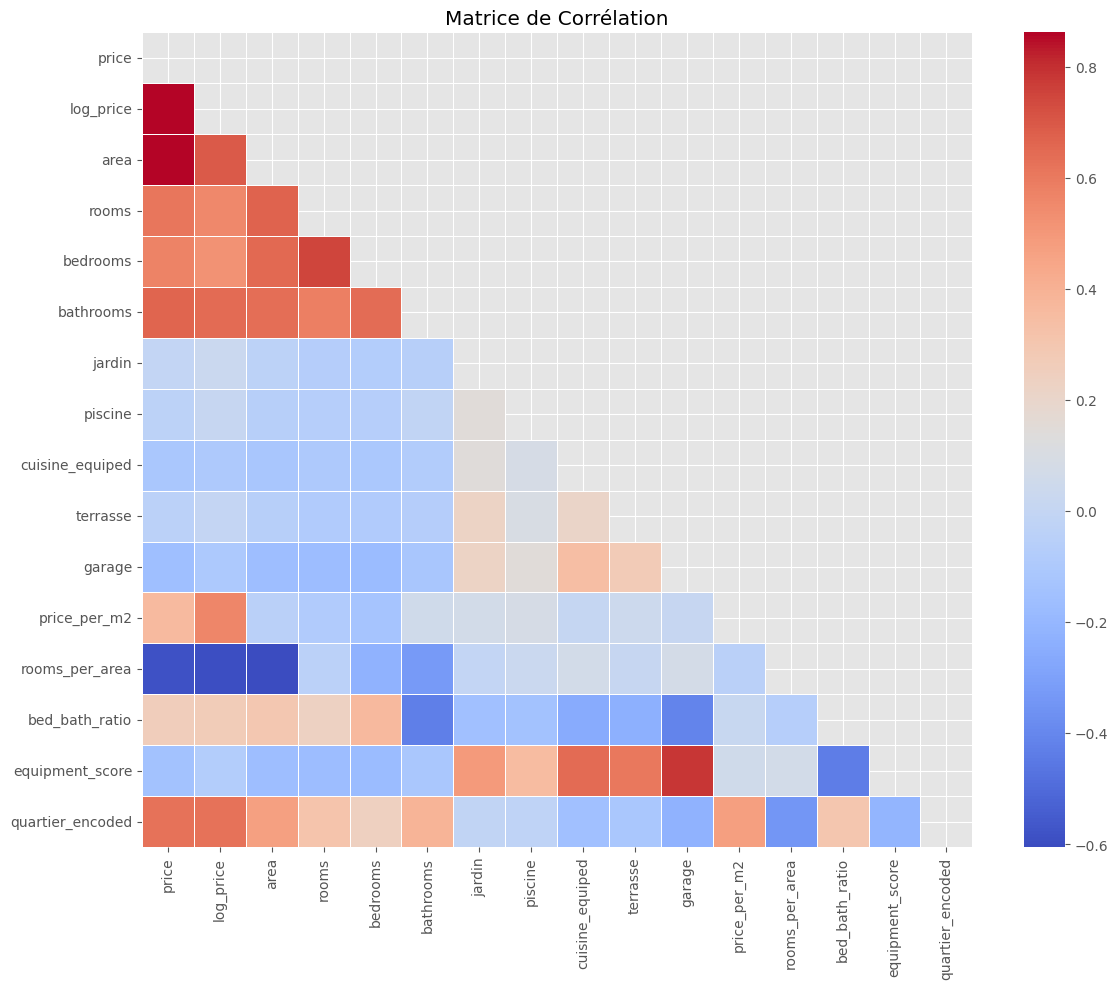 Matrice de Corrélation
price
log_price
area
rooms
bedrooms
bathrooms
jardin
piscine
cuisine_equiped
terrasse
garage
price_per_m2
rooms_per_area
bed_bath_ratio
equipment_score
quartier_encoded
price
log_price
area
rooms
bedrooms
bathrooms
jardin
piscine
cuisine_equiped
terrasse
garage
price_per_m2
rooms_per_area
bed_bath_ratio
equipment_score
quartier_encoded
0.8
0.6
0.4
0.2
0.0
−0.2
−0.4
−0.6